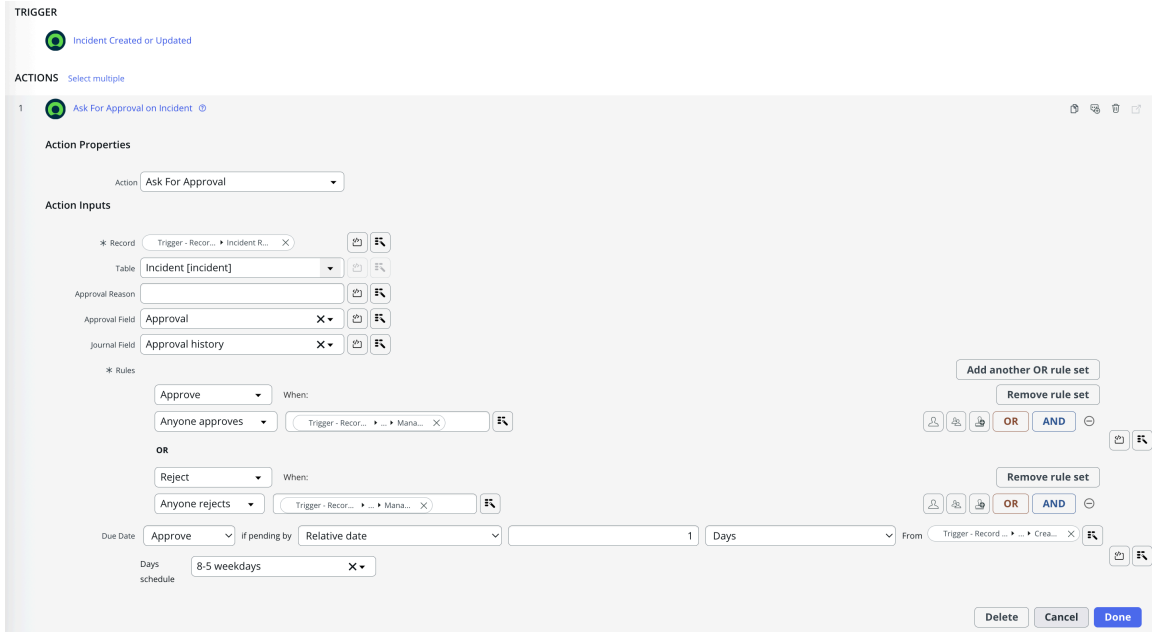 TRIGGER
Incident Created or Updated
ACTIONS Select multiple
1 Ask For Approval on Incident
Action Properties
Action Ask For Approval
Action Inputs
* Record Trigger - Recor... ▸ Incident R...
Table Incident [incident]
Approval Reason
Approval Field Approval
Journal Field Approval history
* Rules Add another OR rule set
Approve When: Remove rule set
Anyone approves Trigger - Recor... ▸ ... ▸ Mana... OR AND
OR
Reject When: Remove rule set
Anyone rejects Trigger - Recor... ▸ ... ▸ Mana... OR AND
Due Date Approve if pending by Relative date 1 Days From Trigger - Record ... ▸ ... ▸ Crea...
Days schedule 8-5 weekdays
Delete Cancel Done